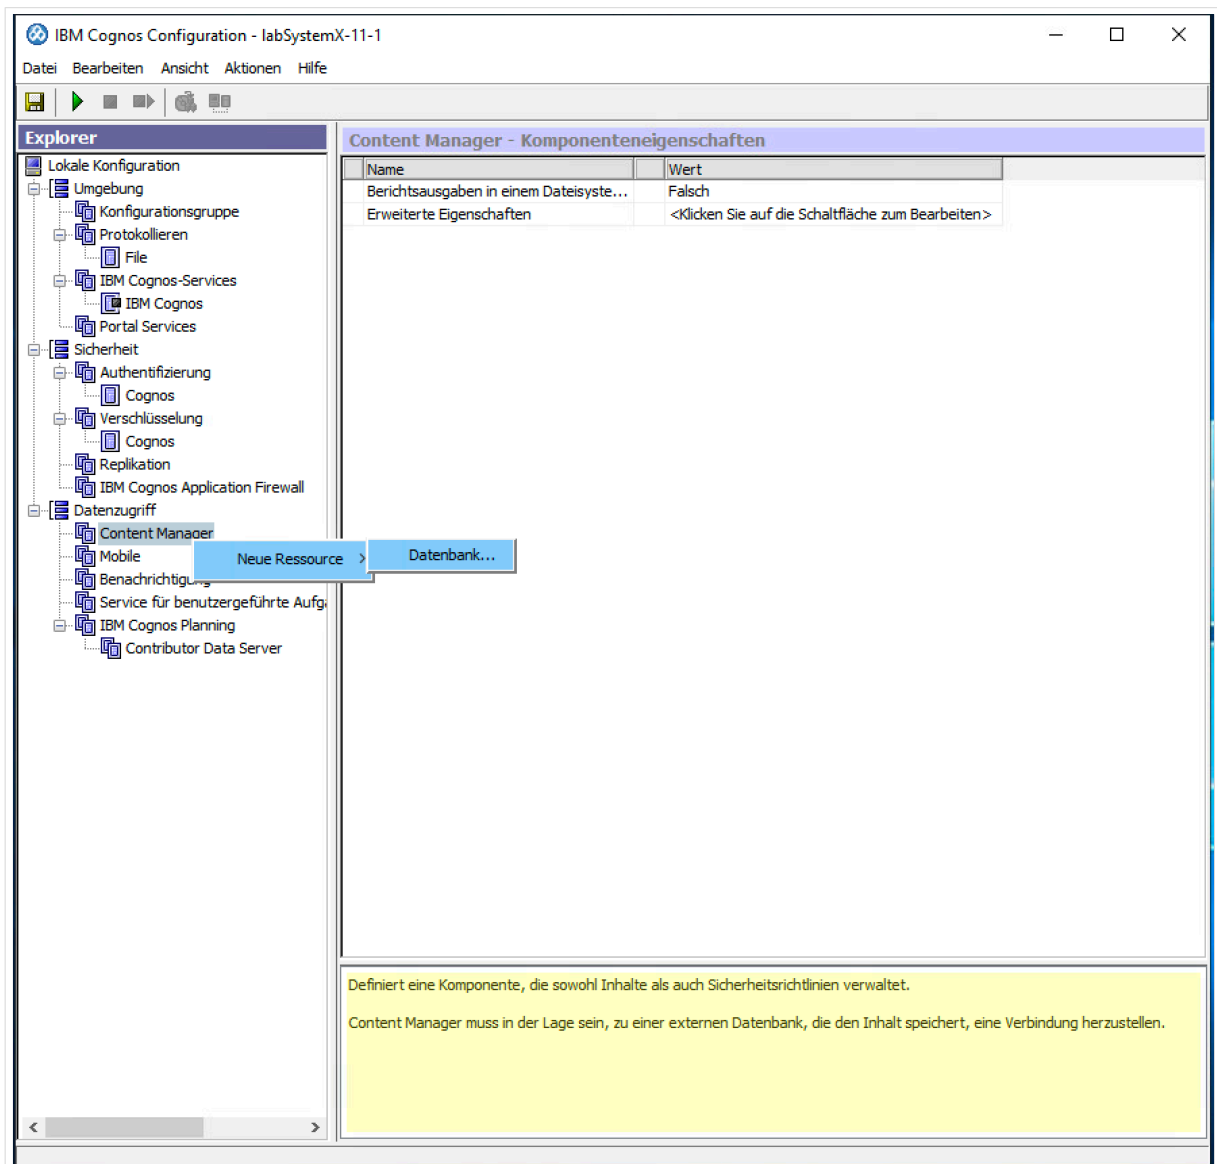 IBM Cognos Configuration - labSystemX-11-1
Datei Bearbeiten Ansicht Aktionen Hilfe
Explorer
Lokale Konfiguration
Umgebung
Konfigurationsgruppe
Protokollieren
File
IBM Cognos-Services
IBM Cognos
Portal Services
Sicherheit
Authentifizierung
Cognos
Verschlüsselung
Cognos
Replikation
IBM Cognos Application Firewall
Datenzugriff
Content Manager
Mobile
Benachrichtigung
Service für benutzergeführte Aufg
IBM Cognos Planning
Contributor Data Server
Neue Ressource
Datenbank...
Content Manager - Komponenteneigenschaften
Name Wert
Berichtsausgaben in einem Dateisyste... Falsch
Erweiterte Eigenschaften <Klicken Sie auf die Schaltfläche zum Bearbeiten>
Definiert eine Komponente, die sowohl Inhalte als auch Sicherheitsrichtlinien verwaltet.
Content Manager muss in der Lage sein, zu einer externen Datenbank, die den Inhalt speichert, eine Verbindung herzustellen.